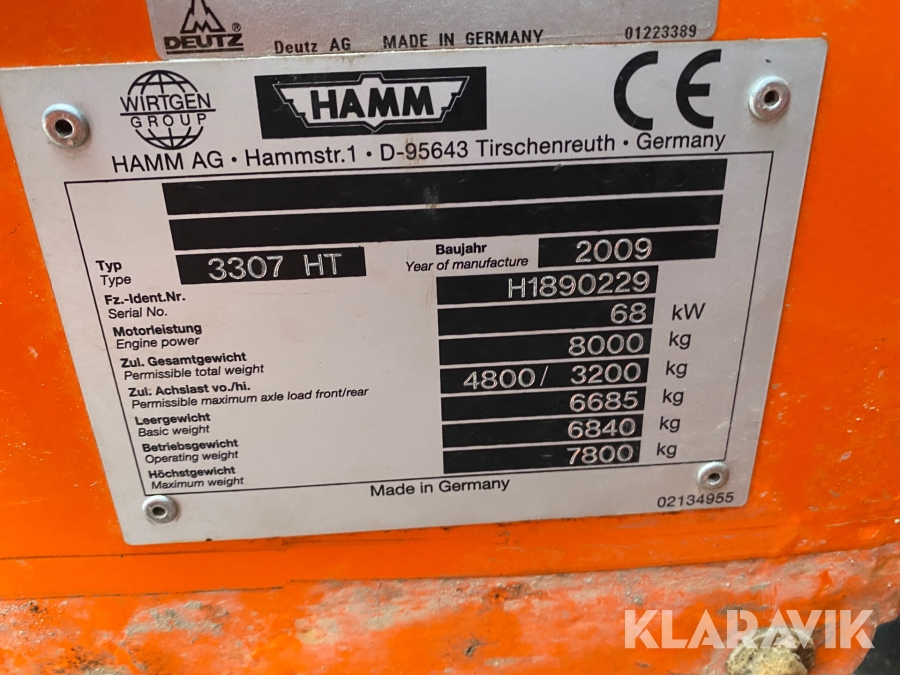 DEUTZ Deutz AG MADE IN GERMANY 01223389
WIRTGEN GROUP
HAMM
CE
HAMM AG · Hammstr.1 · D-95643 Tirschenreuth · Germany
Typ
Type
3307 HT
Baujahr
Year of manufacture
2009
Fz.-Ident.Nr.
Serial No.
H1890229
Motorleistung
Engine power
68 kW
Zul. Gesamtgewicht
Permissible total weight
8000 kg
Zul. Achslast vo./hi.
Permissible maximum axle load front/rear
4800/ 3200 kg
Leergewicht
Basic weight
6685 kg
Betriebsgewicht
Operating weight
6840 kg
Höchstgewicht
Maximum weight
7800 kg
Made in Germany
02134955
KLARAVIK